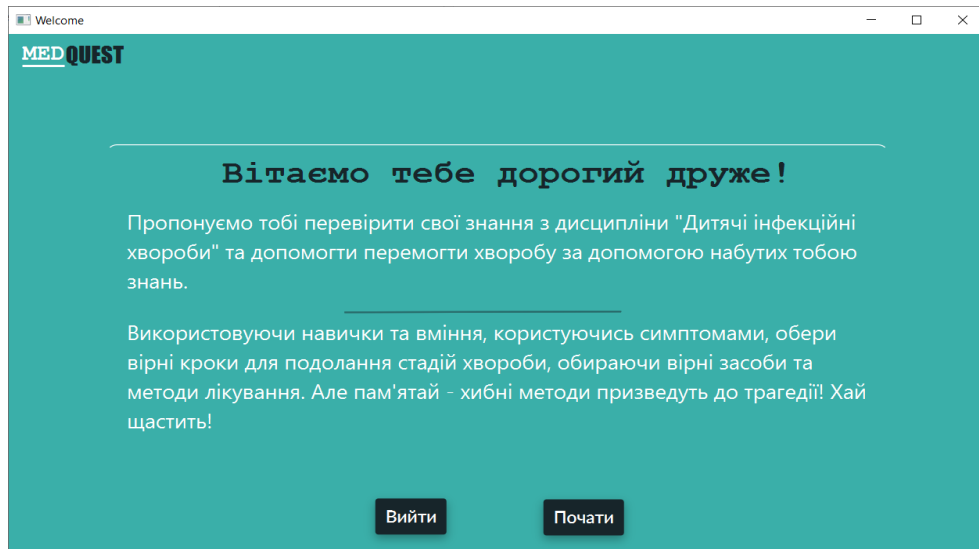 Welcome
MEDQUEST
Вітаємо тебе дорогий друже!
Пропонуємо тобі перевірити свої знання з дисципліни "Дитячі інфекційні
хвороби" та допомогти перемогти хворобу за допомогою набутих тобою
знань.
Використовуючи навички та вміння, користуючись симптомами, обери
вірні кроки для подолання стадій хвороби, обираючи вірні засоби та
методи лікування. Але пам'ятай - хибні методи призведуть до трагедії! Хай
щастить!
Вийти Почати